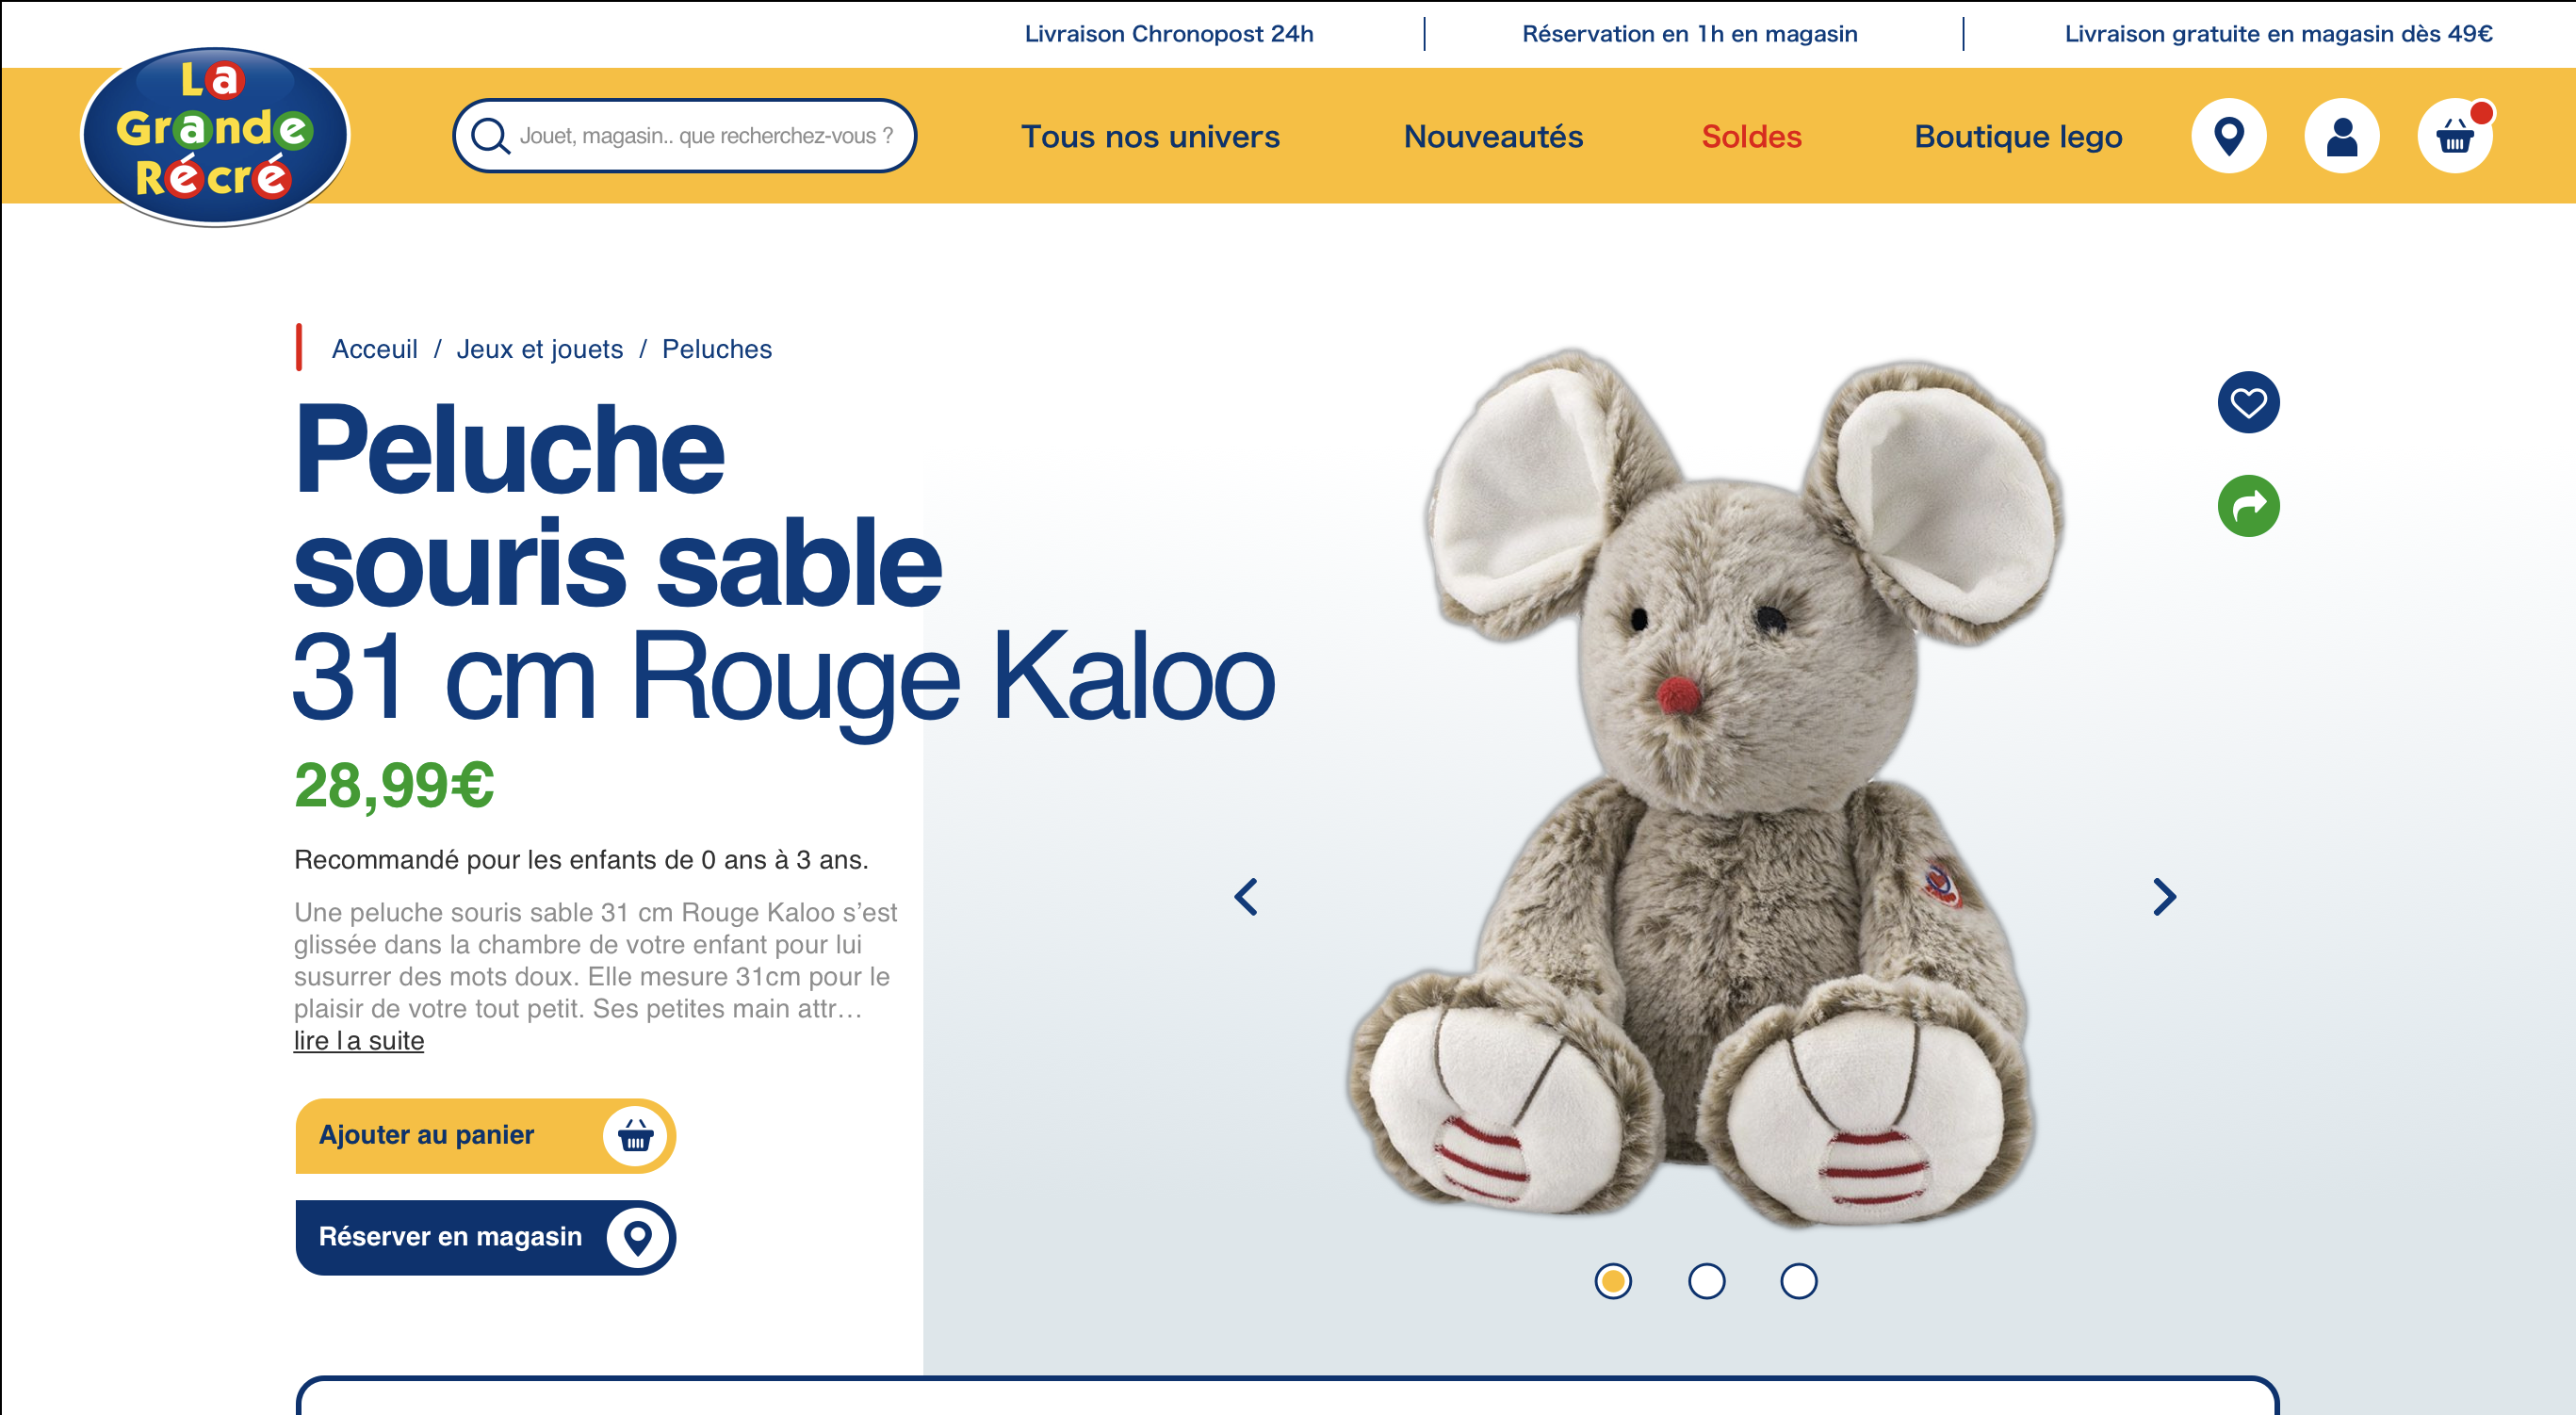 Livraison Chronopost 24h
Réservation en 1h en magasin
Livraison gratuite en magasin dès 49€
La
Grande
Récré
Jouet, magasin.. que recherchez-vous ?
Tous nos univers
Nouveautés
Soldes
Boutique lego
Acceuil / Jeux et jouets / Peluches
Peluche
souris sable
31 cm Rouge Kaloo
28,99€
Recommandé pour les enfants de 0 ans à 3 ans.
Une peluche souris sable 31 cm Rouge Kaloo s’est
glissée dans la chambre de votre enfant pour lui
susurrer des mots doux. Elle mesure 31cm pour le
plaisir de votre tout petit. Ses petites main attr…
lire la suite
Ajouter au panier
Réserver en magasin